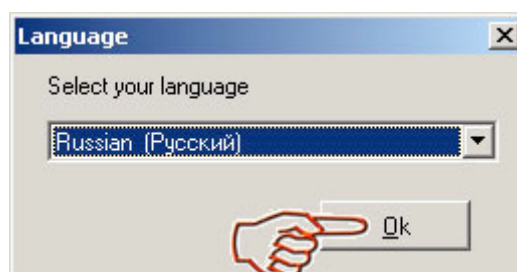 Language
Select your language
Russian (Русский)
Ok